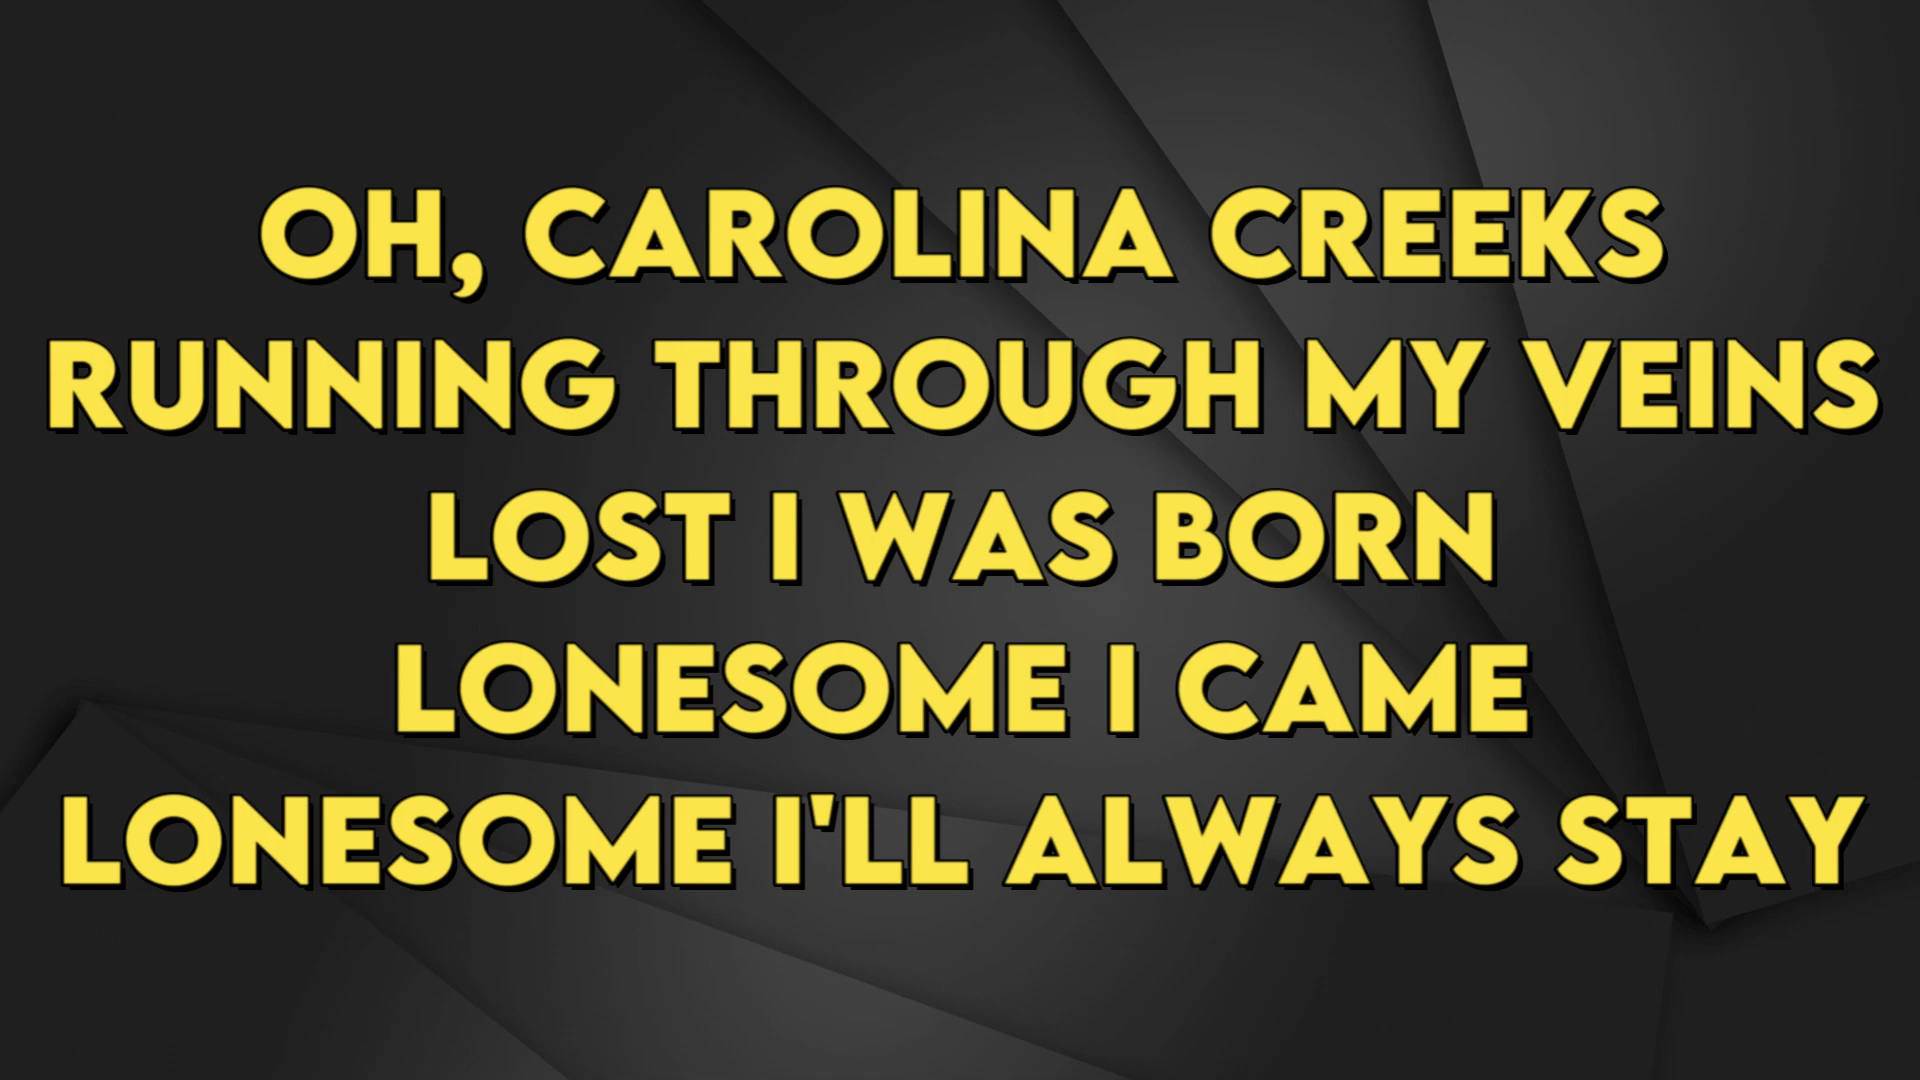 OH, CAROLINA CREEKS
RUNNING THROUGH MY VEINS
LOST I WAS BORN
LONESOME I CAME
LONESOME I'LL ALWAYS STAY